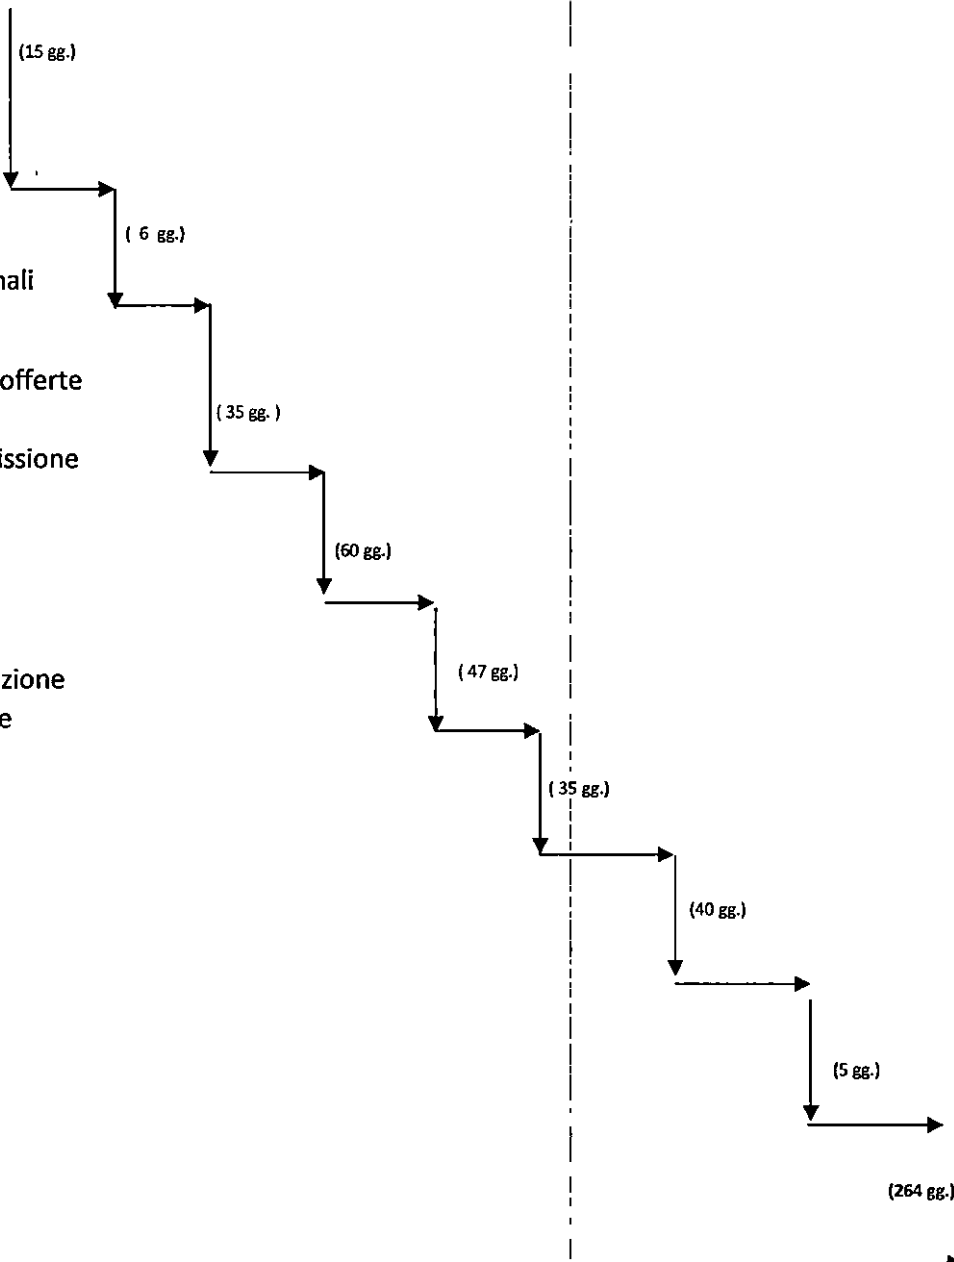 (15 gg.)
( 6 gg.)
nali
offerte
( 35 gg. )
issione
(60 gg.)
( 47 gg.)
zione
e
( 35 gg.)
(40 gg.)
(5 gg.)
(264 gg.)